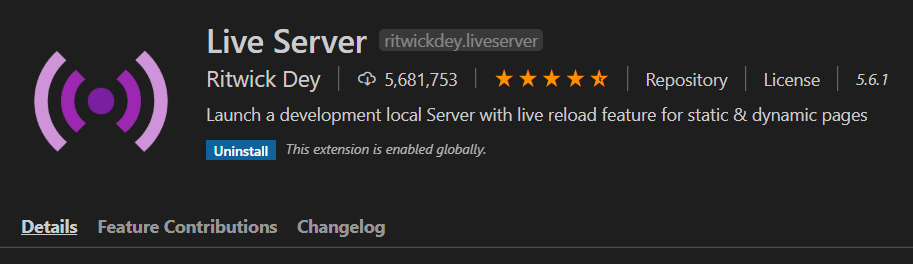 Live Server ritwickdey.liveserver
Ritwick Dey 5,681,753 Repository License 5.6.1
Launch a development local Server with live reload feature for static & dynamic pages
Uninstall This extension is enabled globally.
Details Feature Contributions Changelog